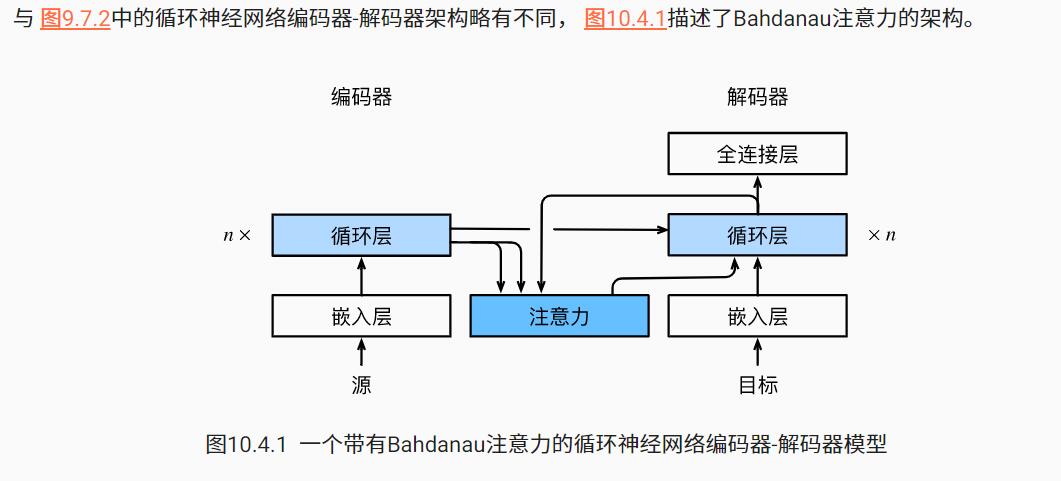 与 图9.7.2中的循环神经网络编码器-解码器架构略有不同， 图10.4.1描述了Bahdanau注意力的架构。
编码器
解码器
全连接层
n ×
循环层
循环层
× n
嵌入层
注意力
嵌入层
源
目标
图10.4.1 一个带有Bahdanau注意力的循环神经网络编码器-解码器模型